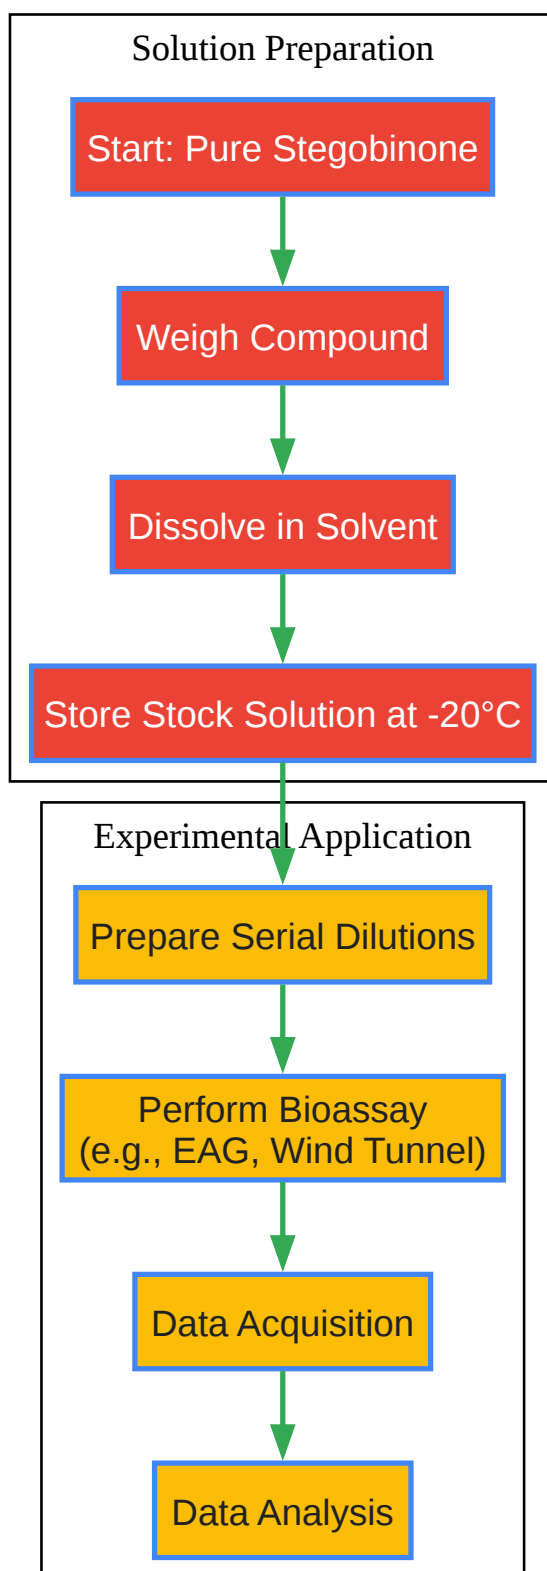 Solution Preparation
Start: Pure Stegobinone
Weigh Compound
Dissolve in Solvent
Store Stock Solution at -20°C
Experimental Application
Prepare Serial Dilutions
Perform Bioassay
(e.g., EAG, Wind Tunnel)
Data Acquisition
Data Analysis